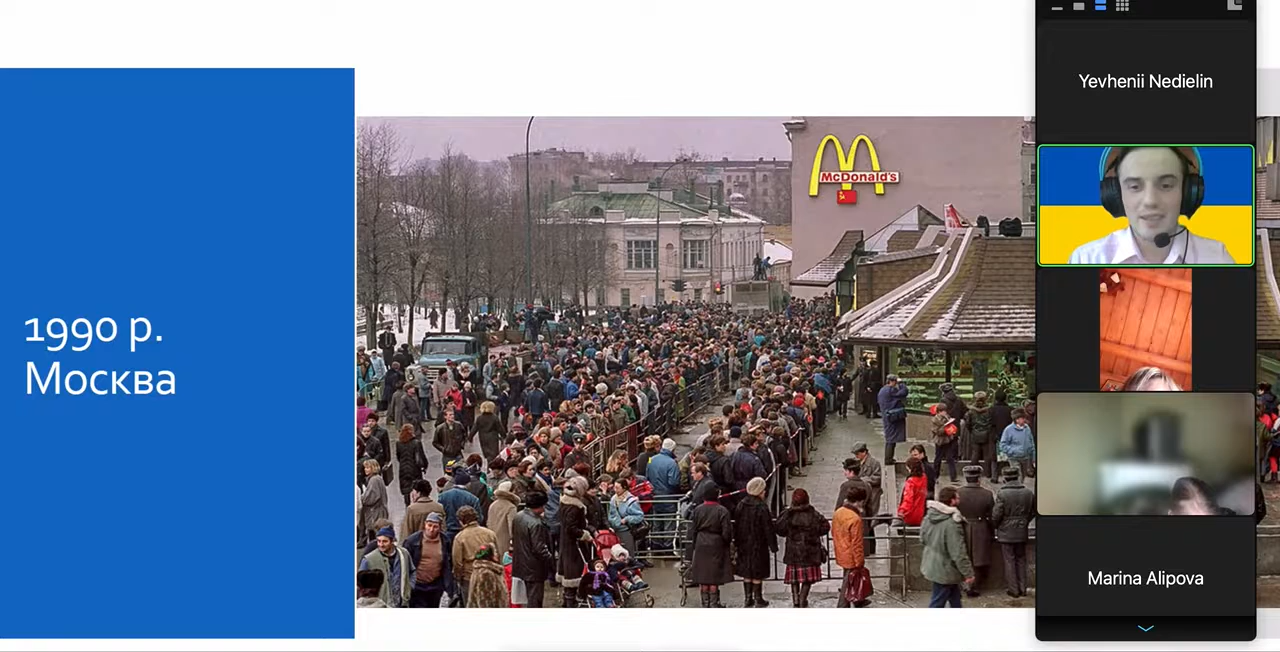 1990 р.
Москва
McDonald's
Yevhenii Nedielin
Marina Alipova